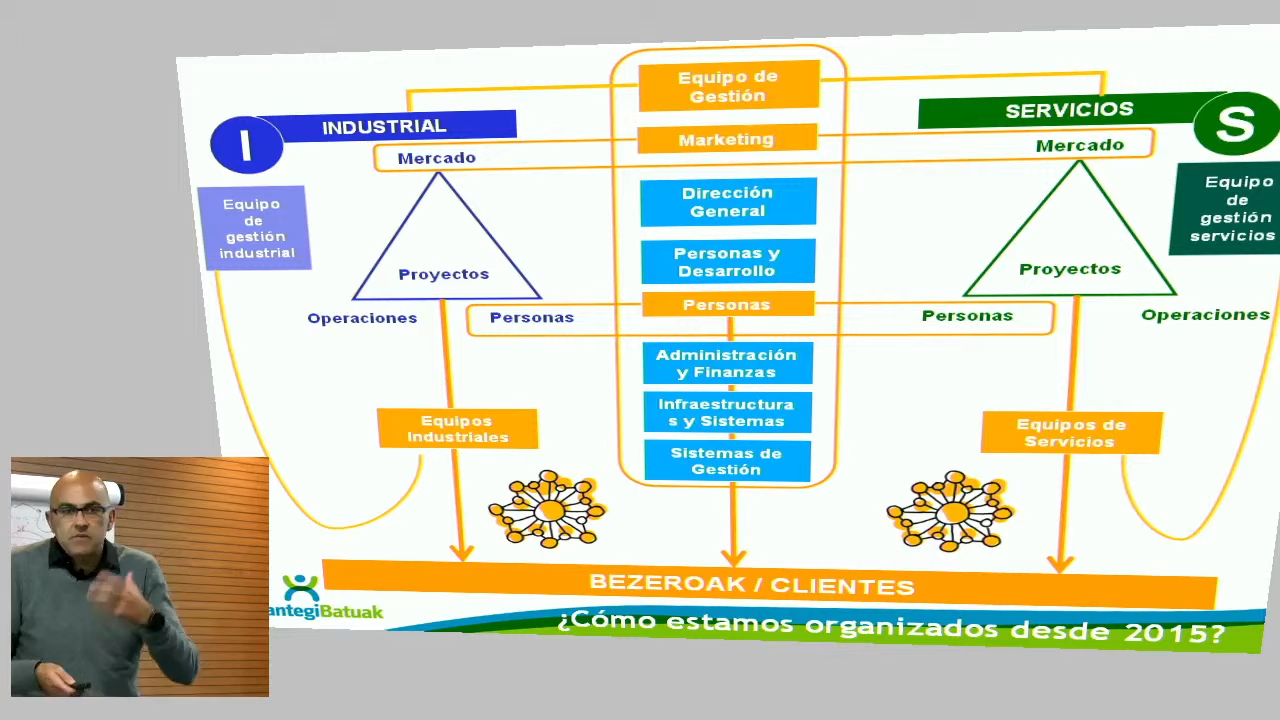 Equipo de
Gestión
INDUSTRIAL
SERVICIOS
I
S
Marketing
Mercado
Mercado
Equipo
de
gestión
industrial
Dirección
General
Equipo
de
gestión
servicios
Personas y
Desarrollo
Proyectos
Proyectos
Personas
Operaciones
Personas
Personas
Operaciones
Administración
y Finanzas
Infraestructura
s y Sistemas
Equipos
Industriales
Equipos de
Servicios
Sistemas de
Gestión
BEZEROAK / CLIENTES
antegiBatuak
¿Cómo estamos organizados desde 2015?